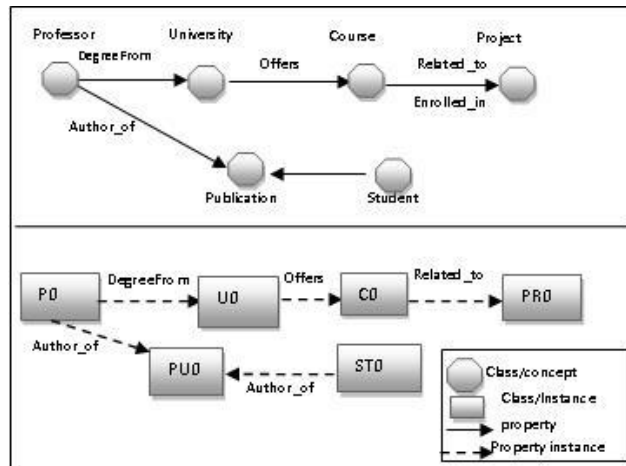 Professor University Course Project
DegreeFrom
Offers
Related_to
Enrolled_in
Author_of
Publication
Student
DegreeFrom
Offers
Related_to
P0
U0
C0
PR0
Author_of
PU0
ST0
Author_of
Class/concept
Class/Instance
property
Property instance